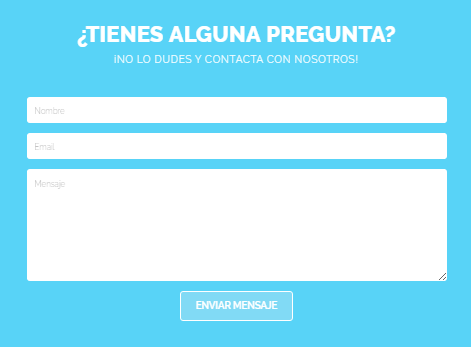 ¿TIENES ALGUNA PREGUNTA?
¡NO LO DUDES Y CONTACTA CON NOSOTROS!
Nombre
Email
Mensaje
ENVIAR MENSAJE